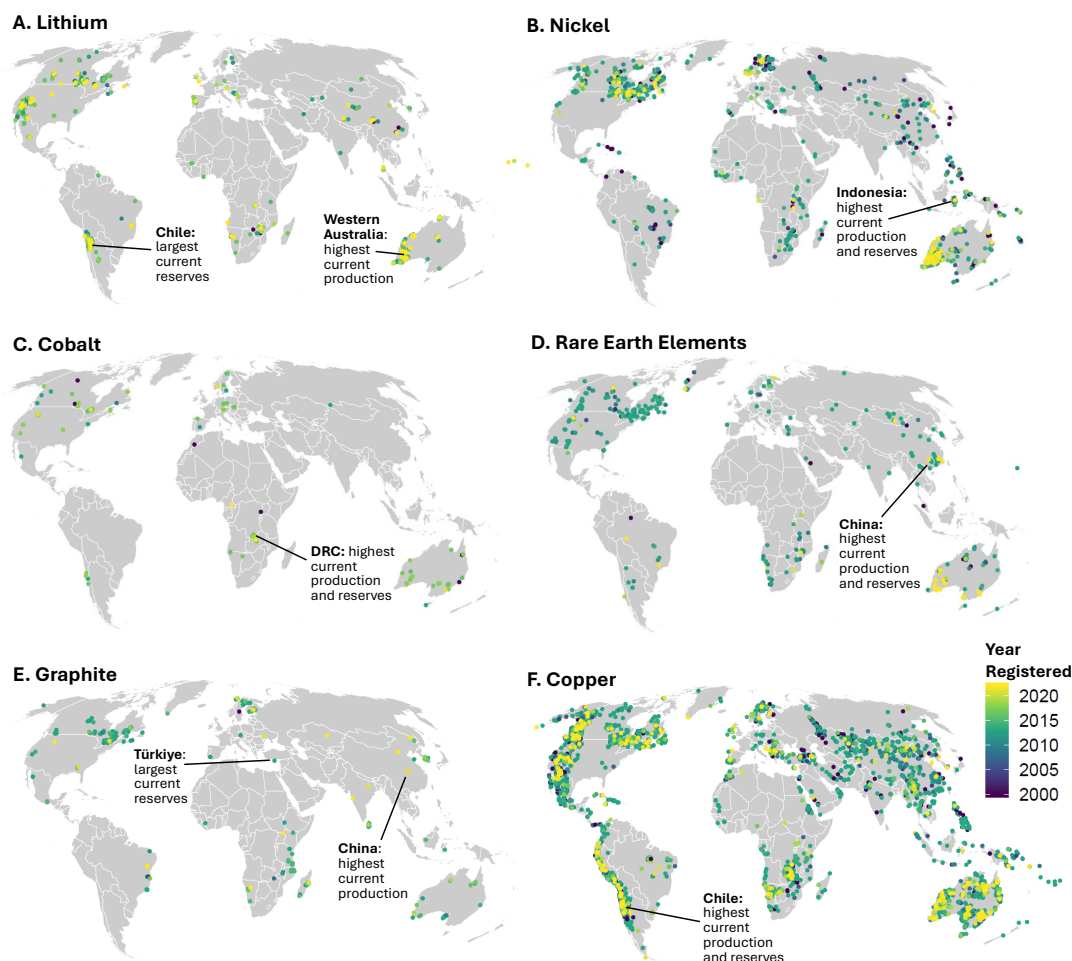 A. Lithium
Chile:
largest
current
reserves
Western
Australia:
highest
current
production
B. Nickel
Indonesia:
highest
current
production
and reserves
C. Cobalt
DRC: highest
current
production
and reserves
D. Rare Earth Elements
China:
highest
current
production
and reserves
E. Graphite
Türkiye:
largest
current
reserves
China:
highest
current
production
F. Copper
Chile:
highest
current
production
and reserves
Year
Registered
2020
2015
2010
2005
2000